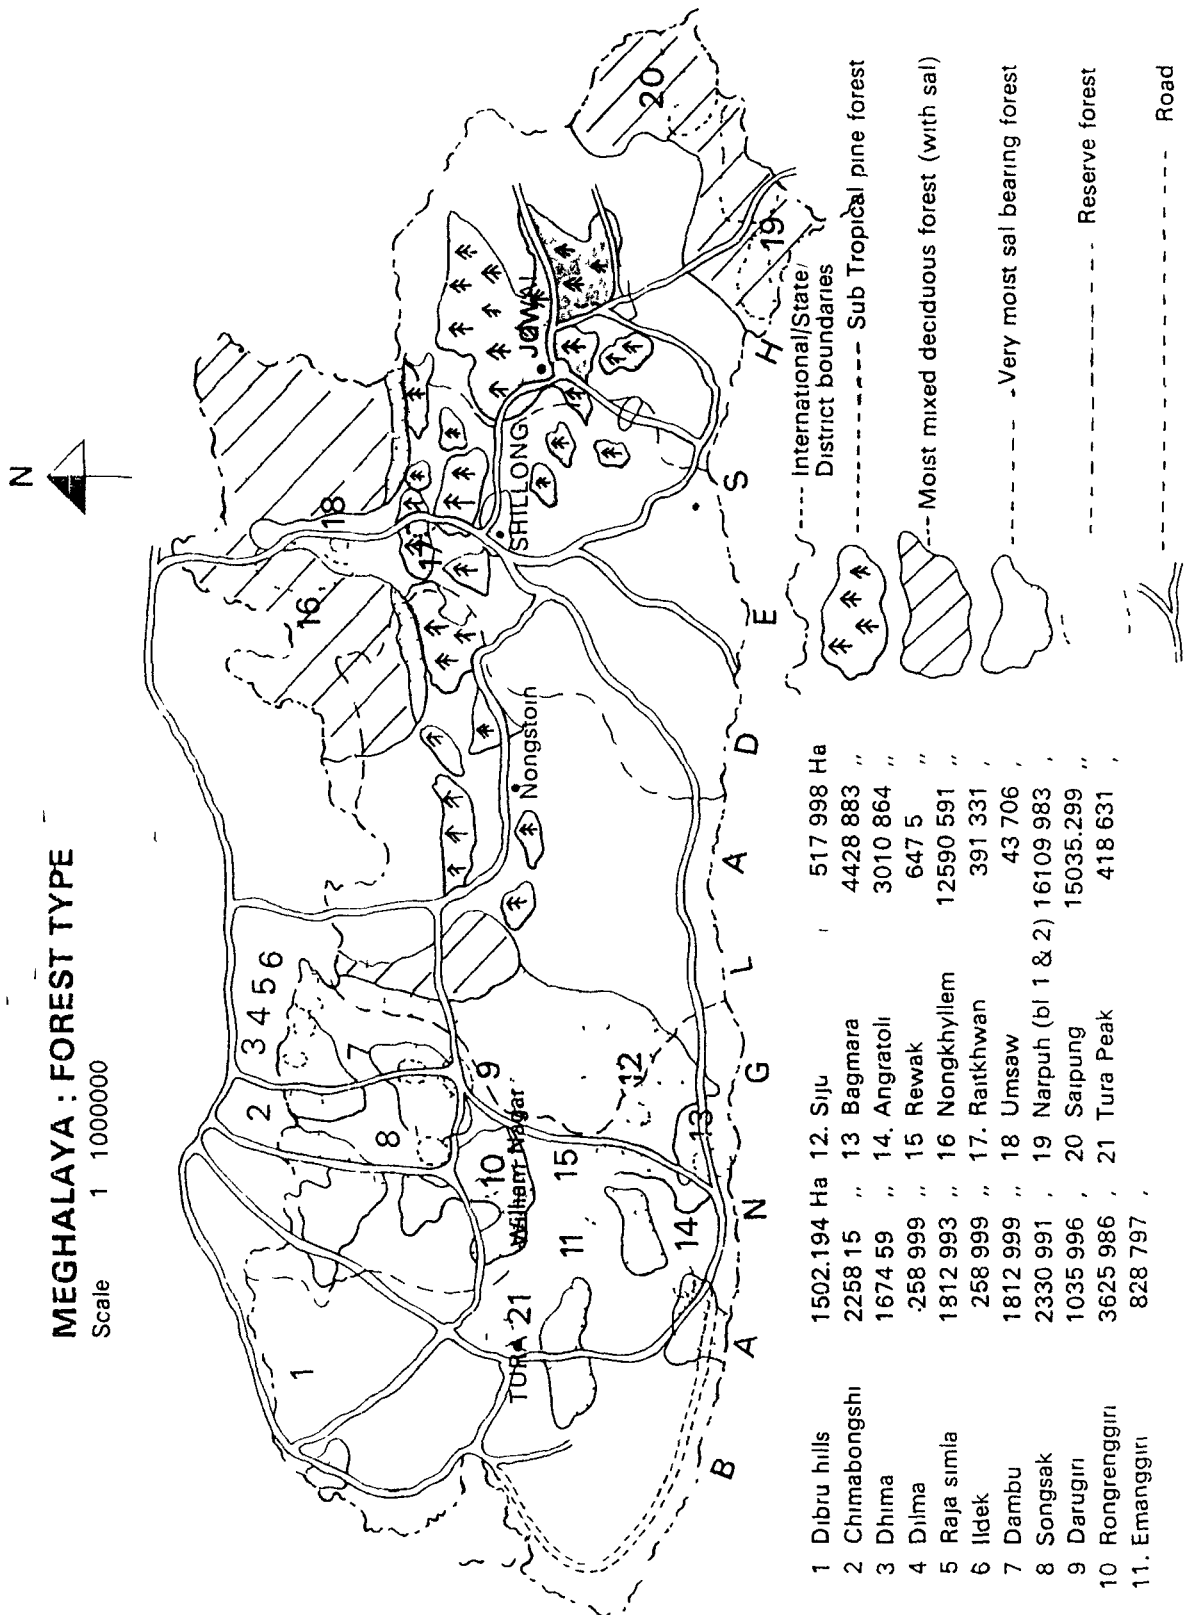 MEGHALAYA : FOREST TYPE
Scale 1 1000000
N
1
2
3 4 5 6
7
8
9
10
11
12
13
14
15
16
17
18
19
20
TURA 21
William Nagar
Nongstoin
SHILLONG
JOWAI
B A N G L A D E S H
1 Dibru hills 1502.194 Ha
2 Chimabongshi 2258 15 ,,
3 Dhima 1674 59 ,,
4 Dilma 258 999 ,,
5 Raja simla 1812 993 ,,
6 Ildek 258 999 ,,
7 Dambu 1812 999 ,,
8 Songsak 2330 991 ,
9 Darugiri 1035 996 ,
10 Rongrenggiri 3625 986 ,
11. Emanggiri 828 797 ,
12. Siju 517 998 Ha
13 Bagmara 4428 883 ,,
14. Angratoli 3010 864 ,,
15 Rewak 647 5 ,,
16 Nongkhyllem 12590 591 ,,
17. Raitkhwan 391 331 ,
18 Umsaw 43 706 ,
19 Narpuh (bl 1 & 2) 16109 983 ,
20 Saipung 15035.299 ,,
21 Tura Peak 418 631 ,
International/State/
District boundaries
Sub Tropical pine forest
Moist mixed deciduous forest (with sal)
Very moist sal bearing forest
Reserve forest
Road